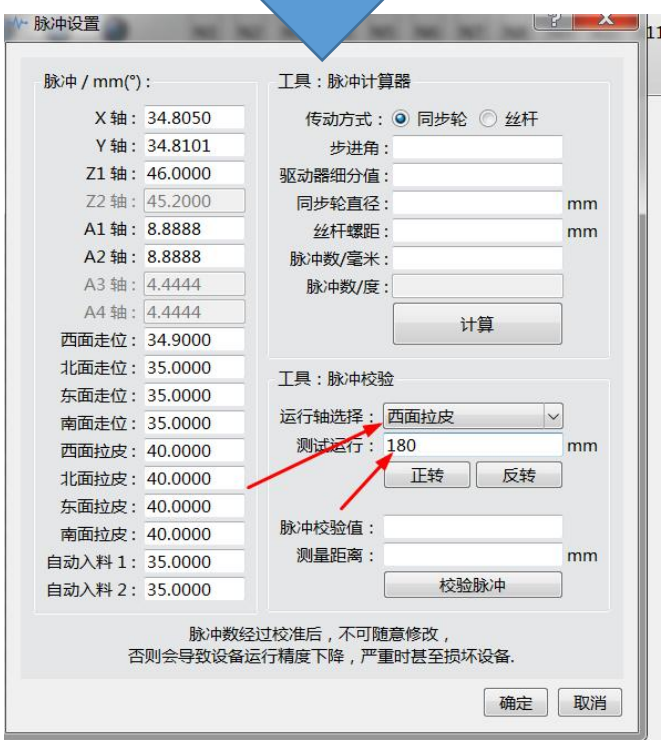 脉冲设置
11
脉冲 / mm(°) :
X 轴 : 34.8050
Y 轴 : 34.8101
Z1 轴 : 46.0000
Z2 轴 : 45.2000
A1 轴 : 8.8888
A2 轴 : 8.8888
A3 轴 : 4.4444
A4 轴 : 4.4444
西面走位 : 34.9000
北面走位 : 35.0000
东面走位 : 35.0000
南面走位 : 35.0000
西面拉皮 : 40.0000
北面拉皮 : 40.0000
东面拉皮 : 40.0000
南面拉皮 : 40.0000
自动入料 1 : 35.0000
自动入料 2 : 35.0000
工具 : 脉冲计算器
传动方式 : 同步轮 丝杆
步进角 :
驱动器细分值 :
同步轮直径 : mm
丝杆螺距 : mm
脉冲数/毫米 :
脉冲数/度 :
计算
工具 : 脉冲校验
运行轴选择 : 西面拉皮
测试运行 : 180 mm
正转 反转
脉冲校验值 :
测量距离 : mm
校验脉冲
脉冲数经过校准后 , 不可随意修改 ,
否则会导致设备运行精度下降 , 严重时甚至损坏设备.
确定 取消